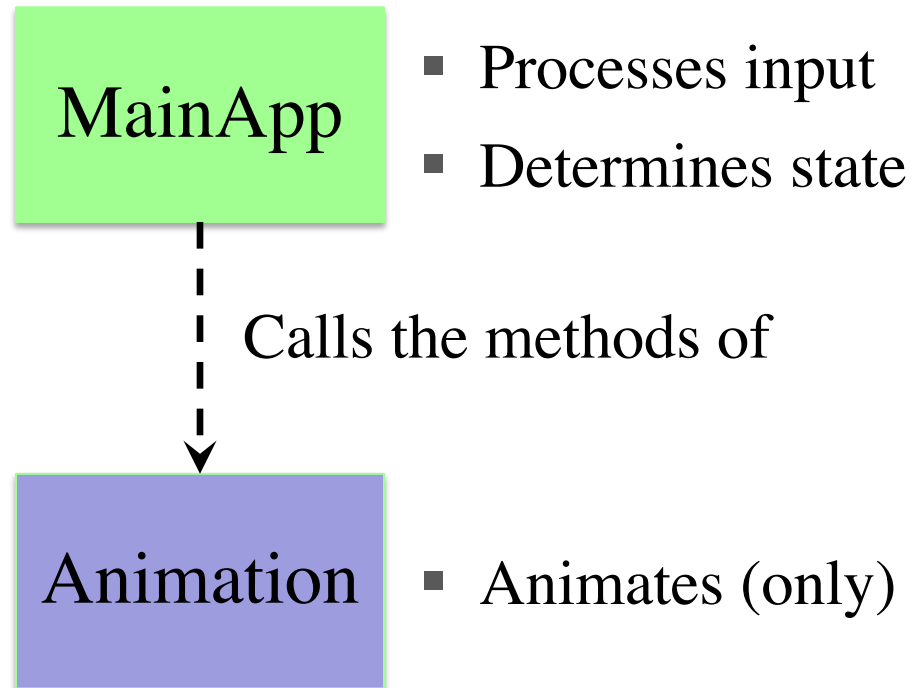 MainApp
▪ Processes input
▪ Determines state
Calls the methods of
Animation
▪ Animates (only)